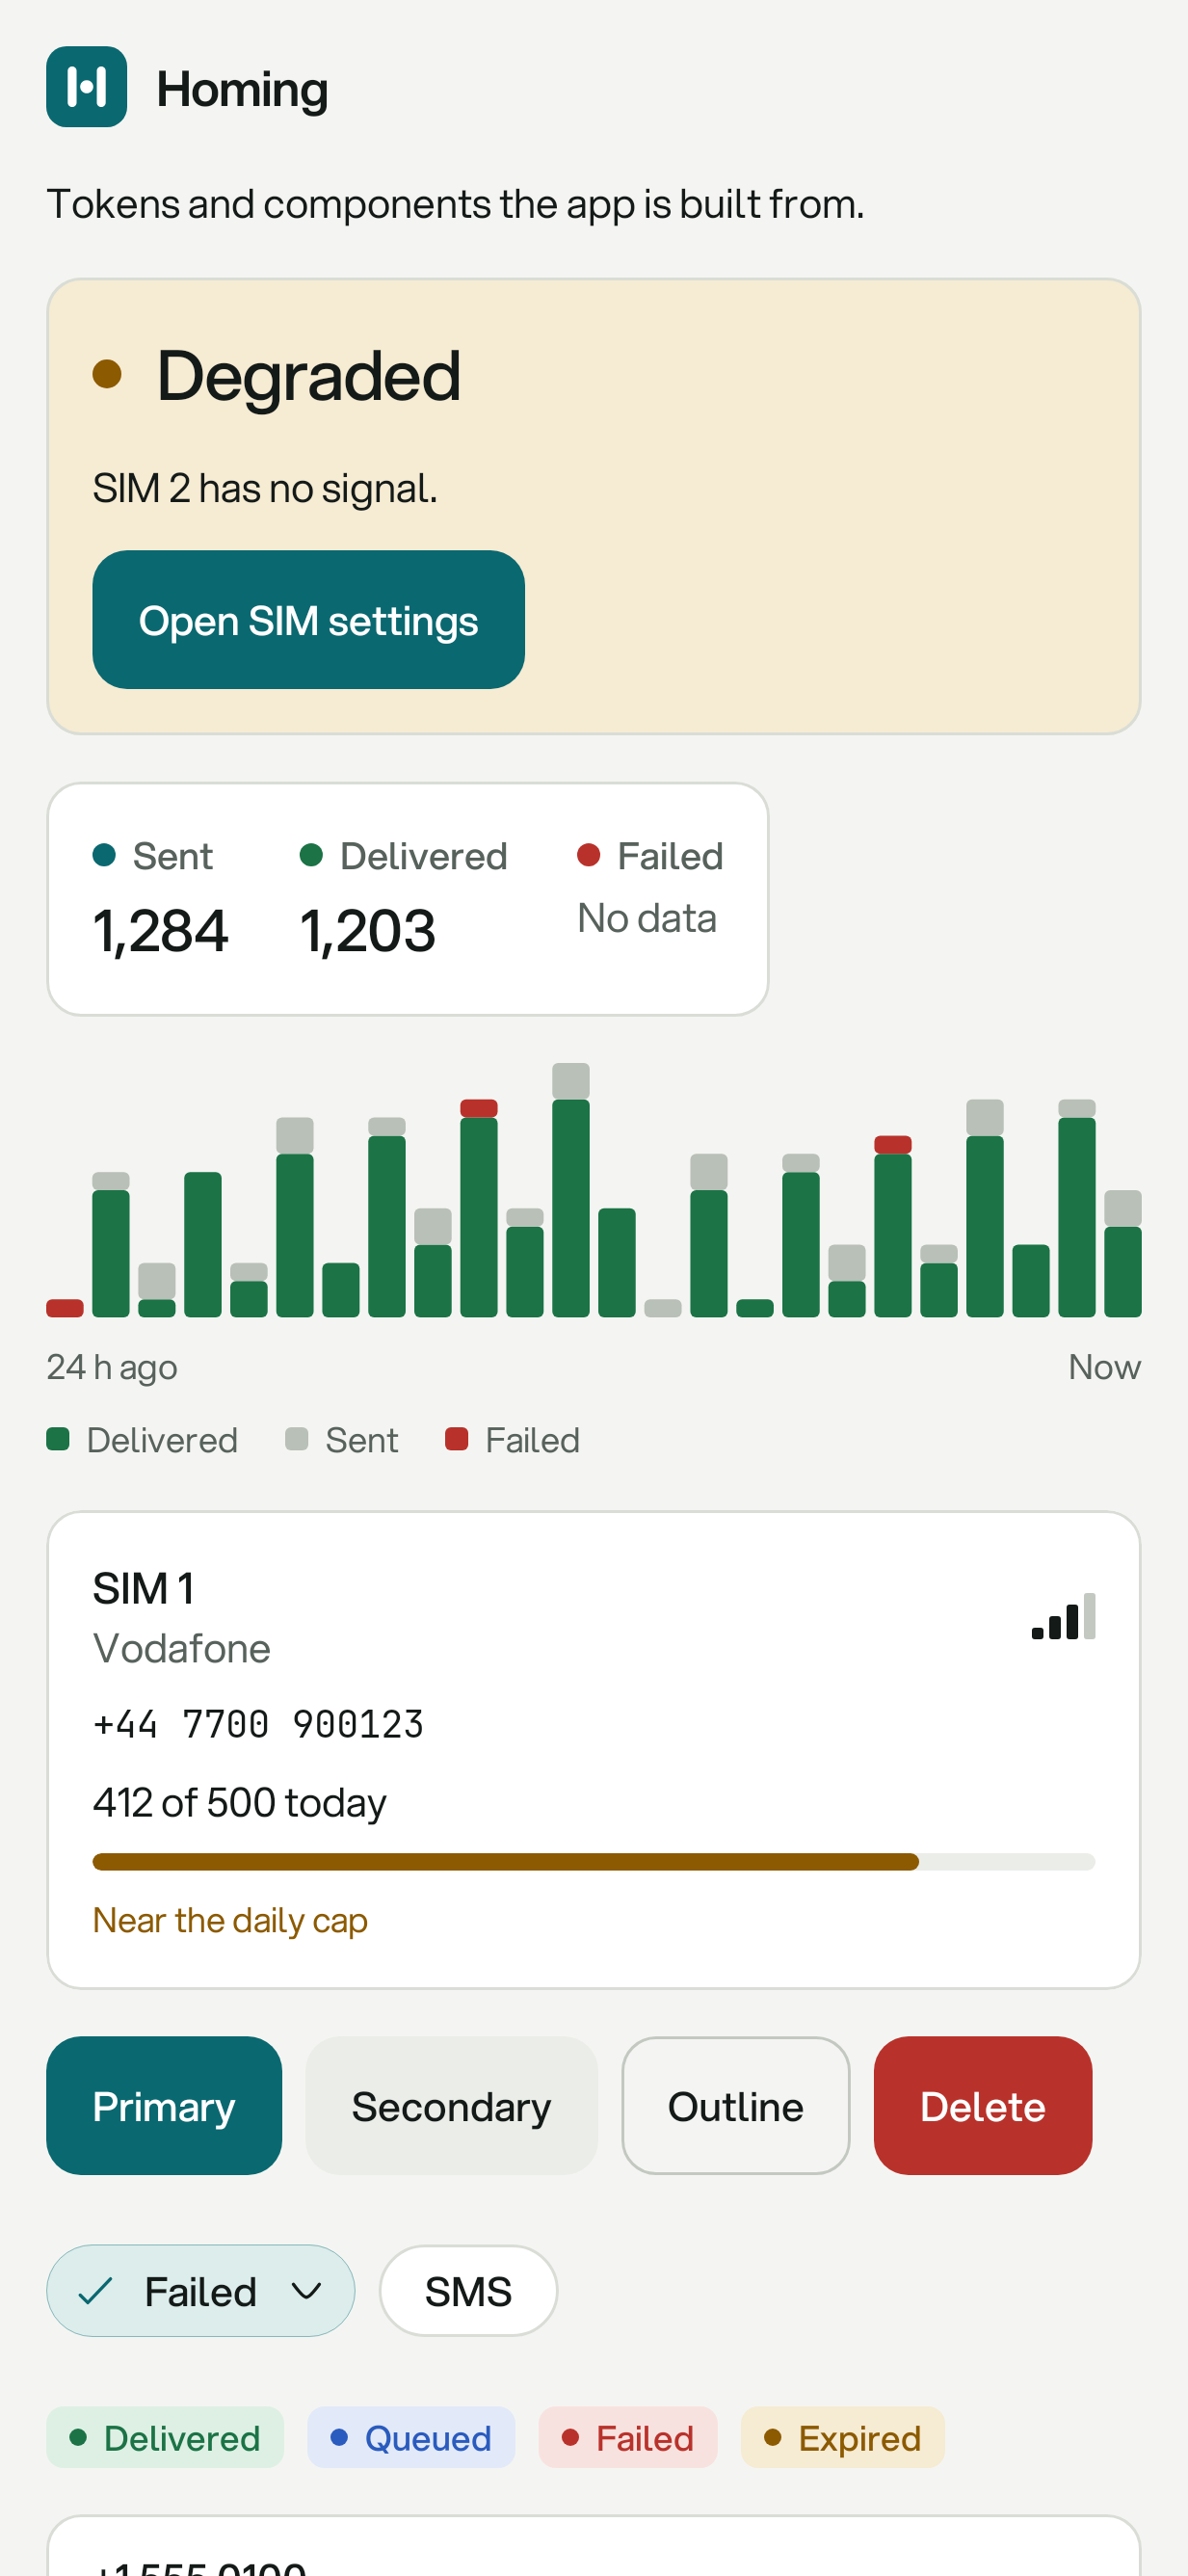 Homing
Tokens and components the app is built from.
Degraded
SIM 2 has no signal.
Open SIM settings
Sent Delivered Failed
1,284 1,203 No data
24 h ago Now
Delivered Sent Failed
SIM 1
Vodafone
+44 7700 900123
412 of 500 today
Near the daily cap
Primary Secondary Outline Delete
Failed SMS
Delivered Queued Failed Expired
+1 555 0100